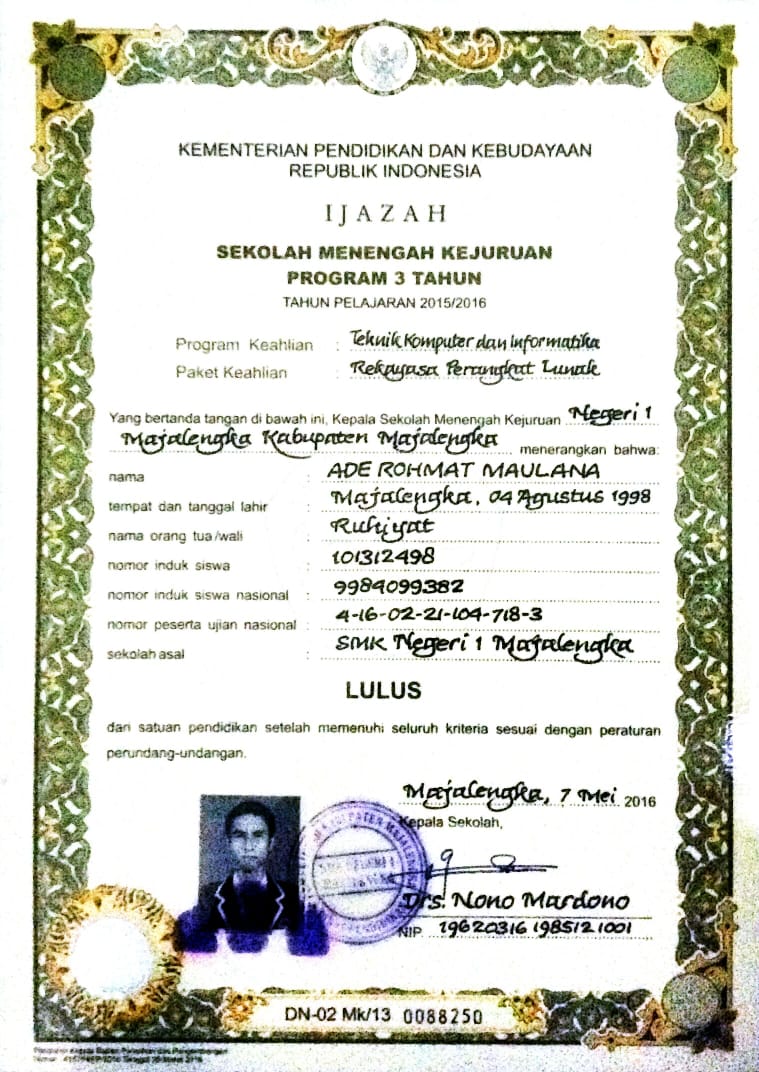 KEMENTERIAN PENDIDIKAN DAN KEBUDAYAAN
REPUBLIK INDONESIA
IJAZAH
SEKOLAH MENENGAH KEJURUAN
PROGRAM 3 TAHUN
TAHUN PELAJARAN 2015/2016
Program Keahlian : Teknik Komputer dan Informatika
Paket Keahlian : Rekayasa Perangkat Lunak
Yang bertanda tangan di bawah ini, Kepala Sekolah Menengah Kejuruan Negeri 1
Majalengka Kabupaten Majalengka menerangkan bahwa:
nama : ADE ROHMAT MAULANA
tempat dan tanggal lahir : Majalengka, 04 Agustus 1998
nama orang tua/wali : Ruhiyat
nomor induk siswa : 101312498
nomor induk siswa nasional : 9984099382
nomor peserta ujian nasional : 4-16-02-21-104-718-3
sekolah asal : SMK Negeri 1 Majalengka
LULUS
dari satuan pendidikan setelah memenuhi seluruh kriteria sesuai dengan peraturan
perundang-undangan.
Majalengka, 7 Mei 2016
Kepala Sekolah,
Drs. Nono Mardono
NIP 19620316 198512 1001
DN-02 Mk/13 0088250